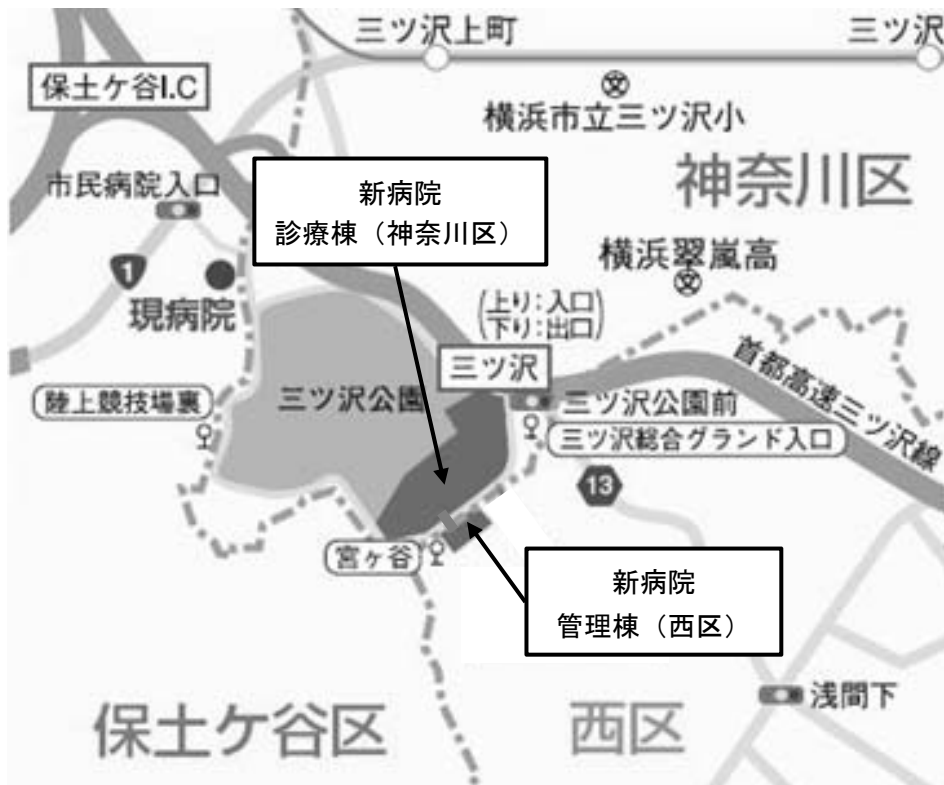 三ツ沢上町
三ツ沢
保土ケ谷I.C
横浜市立三ツ沢小
神奈川区
市民病院入口
新病院
診療棟（神奈川区）
横浜翠嵐高
1
現病院
(上り:入口)
(下り:出口)
三ツ沢
首都高速三ツ沢線
陸上競技場裏
三ツ沢公園
三ツ沢公園前
三ツ沢総合グランド入口
13
宮ヶ谷
新病院
管理棟（西区）
浅間下
保土ケ谷区
西区